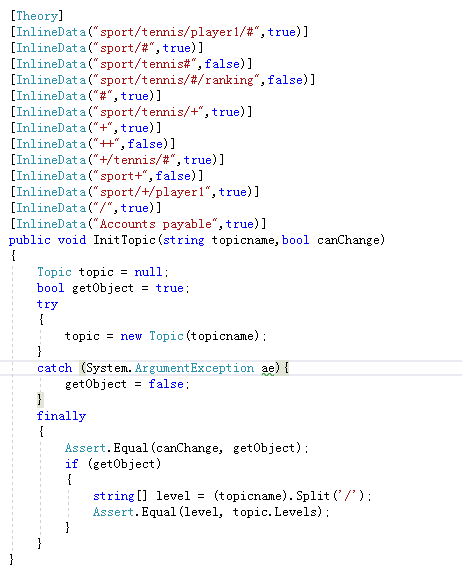 [Theory]
[InlineData("sport/tennis/player1/#",true)]
[InlineData("sport/#",true)]
[InlineData("sport/tennis#",false)]
[InlineData("sport/tennis/#/ranking",false)]
[InlineData("#",true)]
[InlineData("sport/tennis/+",true)]
[InlineData("+",true)]
[InlineData("++",false)]
[InlineData("+/tennis/#",true)]
[InlineData("sport+",false)]
[InlineData("sport/+/player1",true)]
[InlineData("/",true)]
[InlineData("Accounts payable",true)]
public void InitTopic(string topicname,bool canChange)
{
    Topic topic = null;
    bool getObject = true;
    try
    {
        topic = new Topic(topicname);
    }
    catch (System.ArgumentException ae){
        getObject = false;
    }
    finally
    {
        Assert.Equal(canChange, getObject);
        if (getObject)
        {
            string[] level = (topicname).Split('/');
            Assert.Equal(level, topic.Levels);
        }
    }
}